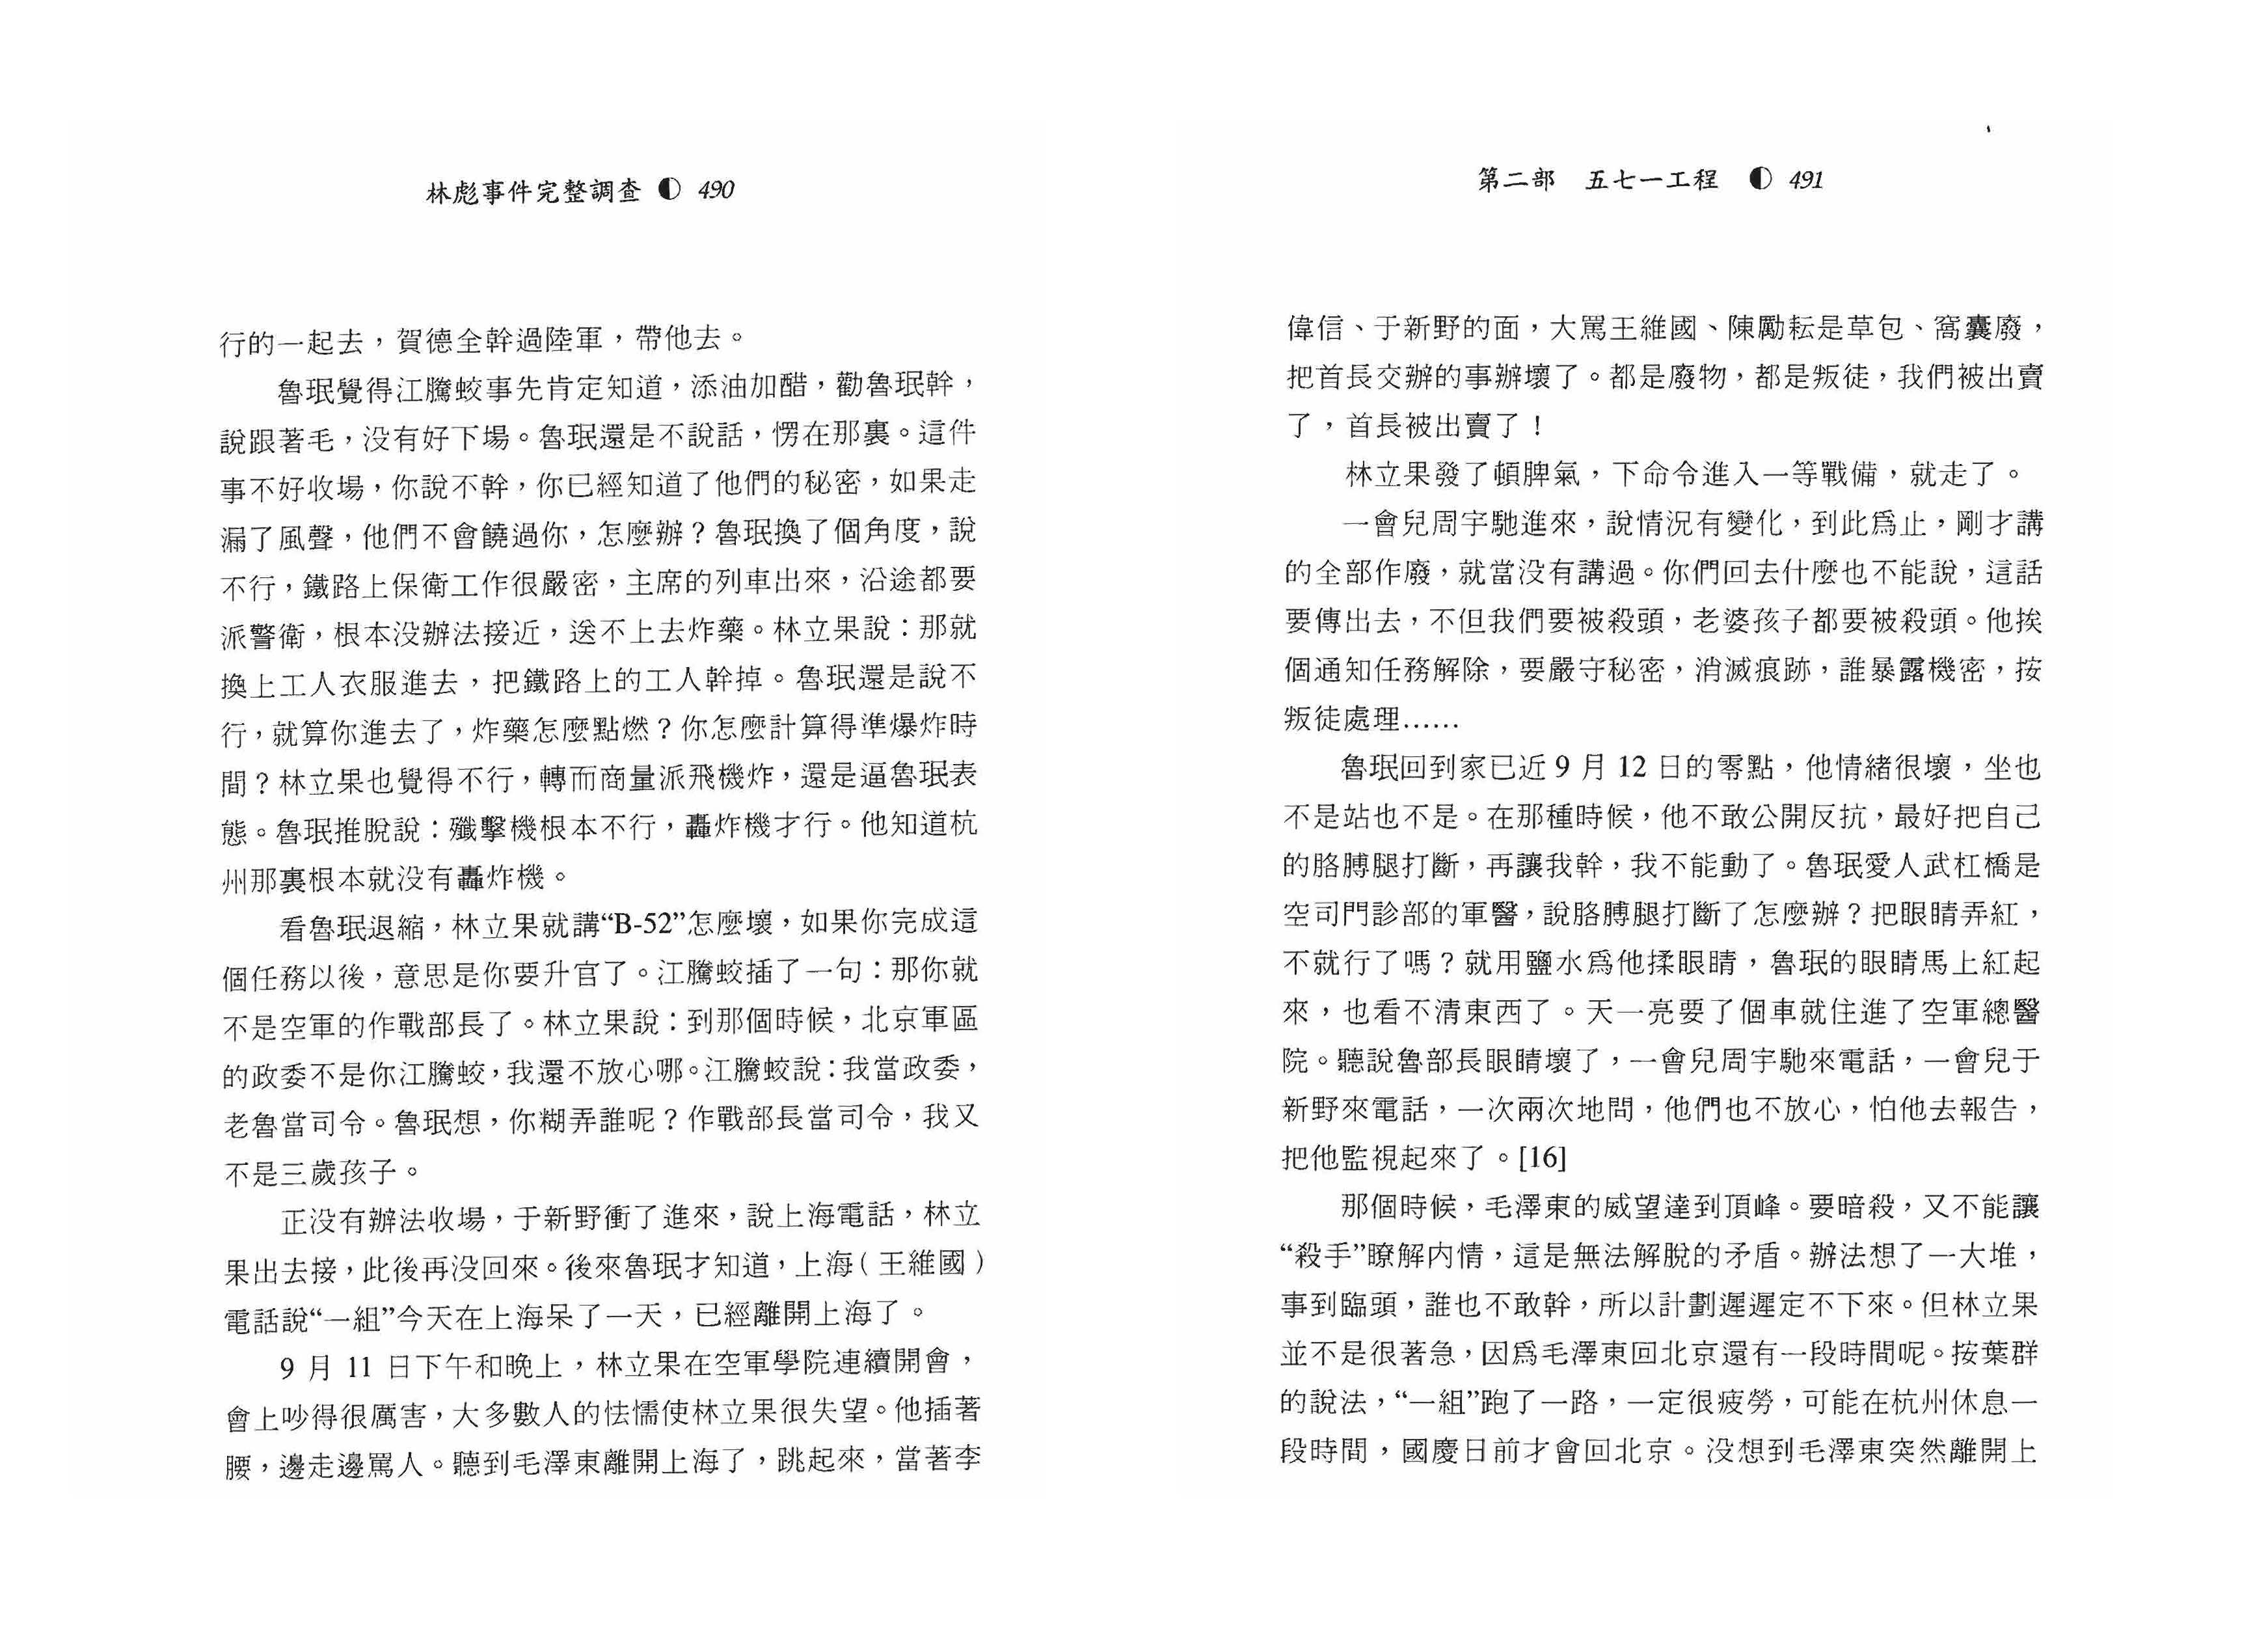 林彪事件完整調查 ◐ 490
行的一起去，賀德全幹過陸軍，帶他去。
魯珉覺得江騰蛟事先肯定知道，添油加醋，勸魯珉幹，
說跟著毛，没有好下場。魯珉還是不說話，愣在那裏。這件
事不好收場，你說不幹，你已經知道了他們的秘密，如果走
漏了風聲，他們不會饒過你，怎麼辦？魯珉換了個角度，說
不行，鐵路上保衛工作很嚴密，主席的列車出來，沿途都要
派警衛，根本没辦法接近，送不上去炸藥。林立果說：那就
換上工人衣服進去，把鐵路上的工人幹掉。魯珉還是說不
行，就算你進去了，炸藥怎麼點燃？你怎麼計算得準爆炸時
間？林立果也覺得不行，轉而商量派飛機炸，還是逼魯珉表
態。魯珉推脫說：殲擊機根本不行，轟炸機才行。他知道杭
州那裏根本就没有轟炸機。
看魯珉退縮，林立果就講“B-52”怎麼壞，如果你完成這
個任務以後，意思是你要升官了。江騰蛟插了一句：那你就
不是空軍的作戰部長了。林立果說：到那個時候，北京軍區
的政委不是你江騰蛟，我還不放心哪。江騰蛟說：我當政委，
老魯當司令。魯珉想，你糊弄誰呢？作戰部長當司令，我又
不是三歲孩子。
正没有辦法收場，于新野衝了進來，說上海電話，林立
果出去接，此後再没回來。後來魯珉才知道，上海（王維國）
電話說“一組”今天在上海呆了一天，已經離開上海了。
9 月 11 日下午和晚上，林立果在空軍學院連續開會，
會上吵得很厲害，大多數人的怯懦使林立果很失望。他插著
腰，邊走邊罵人。聽到毛澤東離開上海了，跳起來，當著李
第二部 五七一工程 ◐ 491
偉信、于新野的面，大罵王維國、陳勵耘是草包、窩囊廢，
把首長交辦的事辦壞了。都是廢物，都是叛徒，我們被出賣
了，首長被出賣了！
林立果發了頓脾氣，下命令進入一等戰備，就走了。
一會兒周宇馳進來，說情況有變化，到此爲止，剛才講
的全部作廢，就當没有講過。你們回去什麼也不能說，這話
要傳出去，不但我們要被殺頭，老婆孩子都要被殺頭。他挨
個通知任務解除，要嚴守秘密，消滅痕跡，誰暴露機密，按
叛徒處理……
魯珉回到家已近 9 月 12 日的零點，他情緒很壞，坐也
不是站也不是。在那種時候，他不敢公開反抗，最好把自己
的胳膊腿打斷，再讓我幹，我不能動了。魯珉愛人武杠橋是
空司門診部的軍醫，說胳膊腿打斷了怎麼辦？把眼睛弄紅，
不就行了嗎？就用鹽水爲他揉眼睛，魯珉的眼睛馬上紅起
來，也看不清東西了。天一亮要了個車就住進了空軍總醫
院。聽說魯部長眼睛壞了，一會兒周宇馳來電話，一會兒于
新野來電話，一次兩次地問，他們也不放心，怕他去報告，
把他監視起來了。[16]
那個時候，毛澤東的威望達到頂峰。要暗殺，又不能讓
“殺手”瞭解内情，這是無法解脫的矛盾。辦法想了一大堆，
事到臨頭，誰也不敢幹，所以計劃遲遲定不下來。但林立果
並不是很著急，因爲毛澤東回北京還有一段時間呢。按葉群
的說法，“一組”跑了一路，一定很疲勞，可能在杭州休息一
段時間，國慶日前才會回北京。没想到毛澤東突然離開上